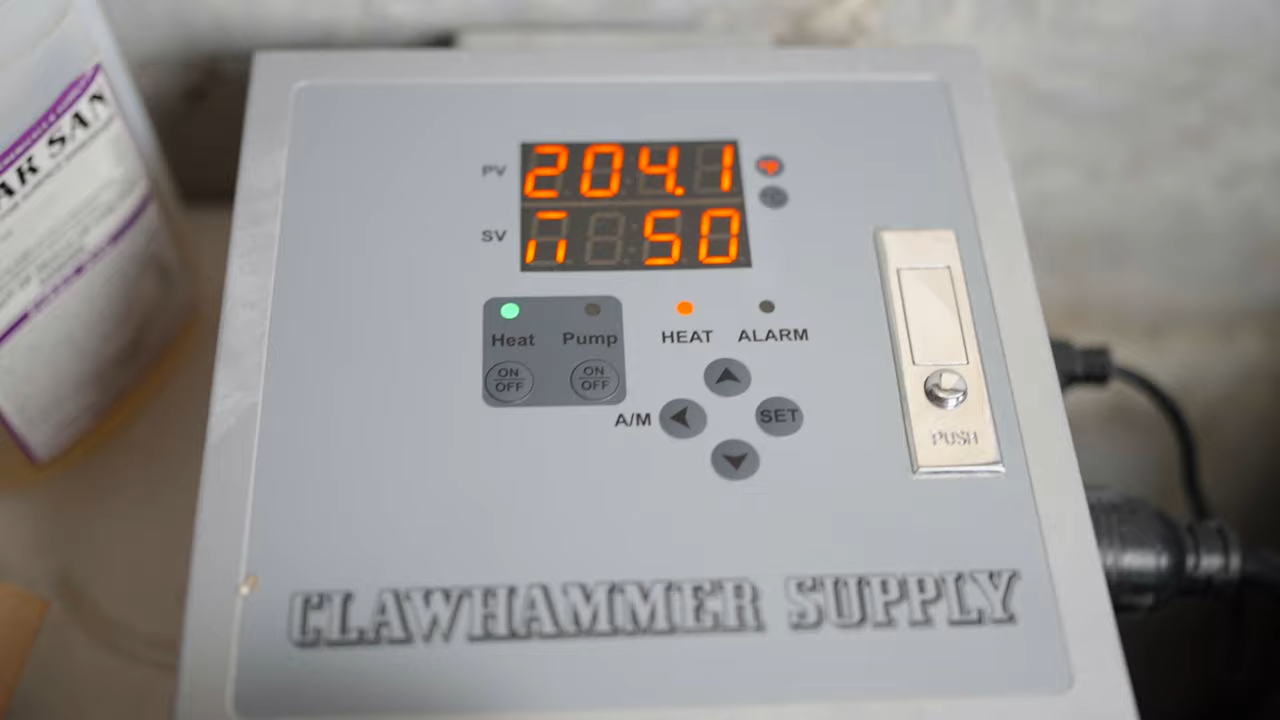 AR SAN
PV 204.1
SV n 50
Heat Pump HEAT ALARM
ON OFF ON OFF
A/M SET
PUSH
CLAWHAMMER SUPPLY